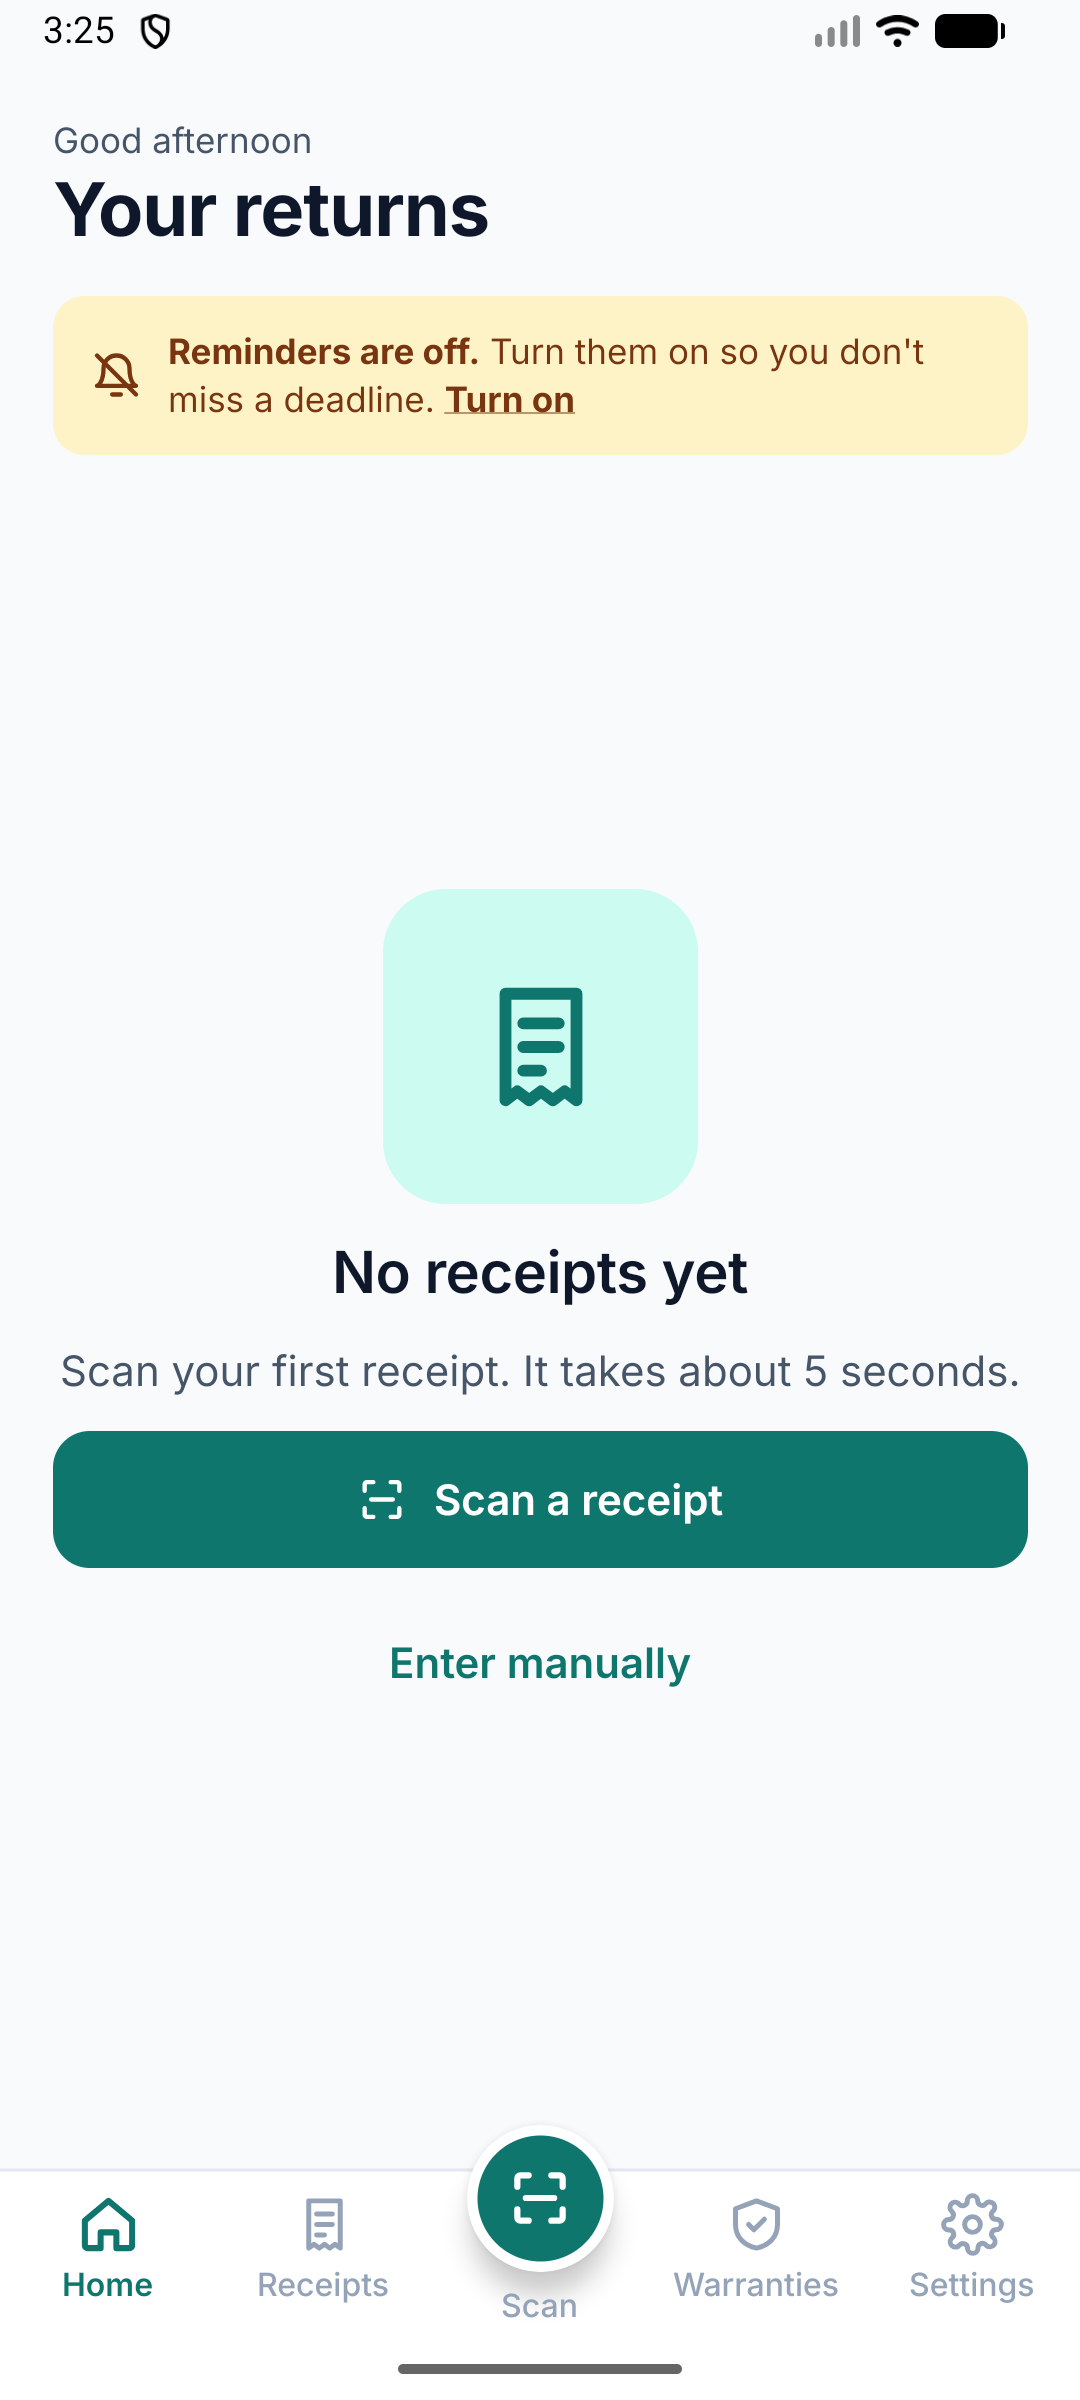 3:25
Good afternoon
Your returns
Reminders are off. Turn them on so you don't
miss a deadline. Turn on
No receipts yet
Scan your first receipt. It takes about 5 seconds.
Scan a receipt
Enter manually
Home
Receipts
Scan
Warranties
Settings